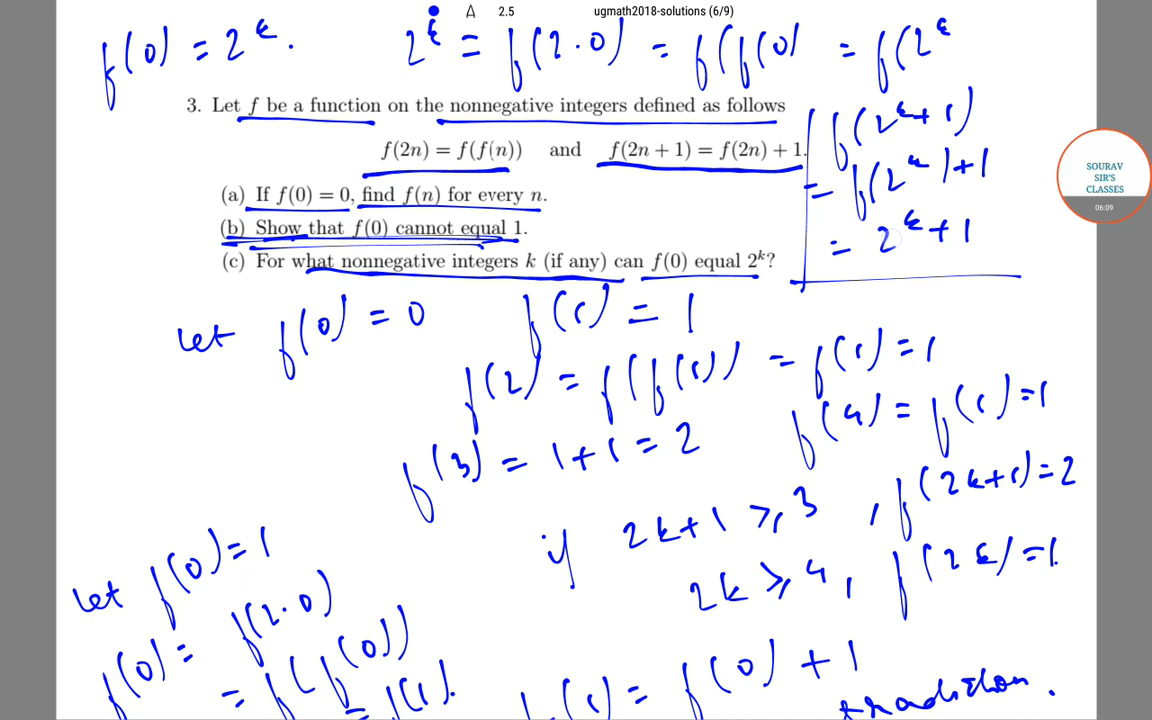 A 2.5 ugmath2018-solutions (6/9)
f(0) = 2^k. 2^k = f(2.0) = f(f(0) = f(2^k
3. Let f be a function on the nonnegative integers defined as follows
f(2n) = f(f(n)) and f(2n + 1) = f(2n) + 1.
(a) If f(0) = 0, find f(n) for every n.
(b) Show that f(0) cannot equal 1.
(c) For what nonnegative integers k (if any) can f(0) equal 2^k?
f(2^k+1)
= f(2^k)+1
= 2^k+1
SOURAV
SIR'S
CLASSES
06:09
let f(0) = 0 f(1) = 1
f(2) = f(f(1)) = f(1) = 1
f(3) = 1+1 = 2 f(4) = f(1) = 1
if 2k+1 ≥ 3 , f(2k+1) = 2
2k ≥ 4 , f(2k) = 1.
let f(0) = 1
f(0) = f(2.0)
= f(f(0))
= f(1).
f(1) = f(0) + 1